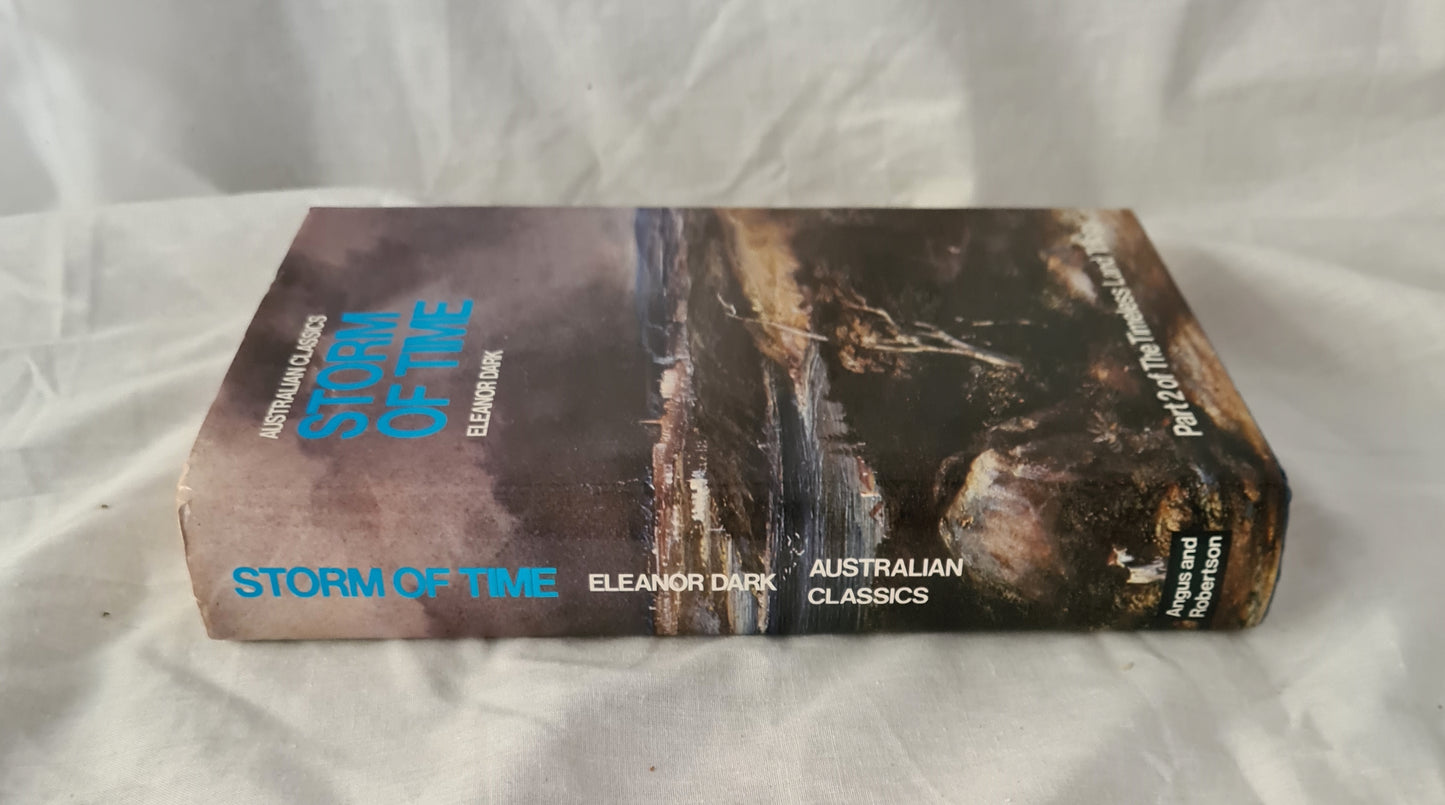 AUSTRALIAN CLASSICS
STORM
OF TIME
ELEANOR DARK
Part 2 of The Timeless Land
STORM OF TIME
ELEANOR DARK
AUSTRALIAN
CLASSICS
Angus and
Robertson